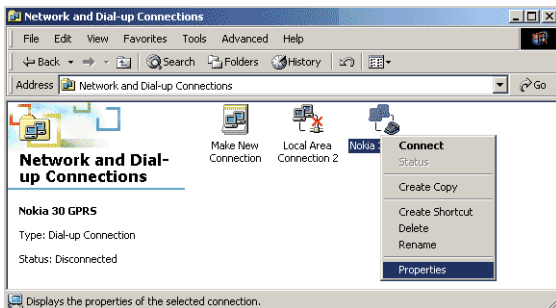 Network and Dial-up Connections
File Edit View Favorites Tools Advanced Help
Back Search Folders History
Address Network and Dial-up Connections Go
Make New Connection
Local Area Connection 2
Nokia
Network and Dial-up Connections
Nokia 30 GPRS
Type: Dial-up Connection
Status: Disconnected
Connect
Status
Create Copy
Create Shortcut
Delete
Rename
Properties
Displays the properties of the selected connection.